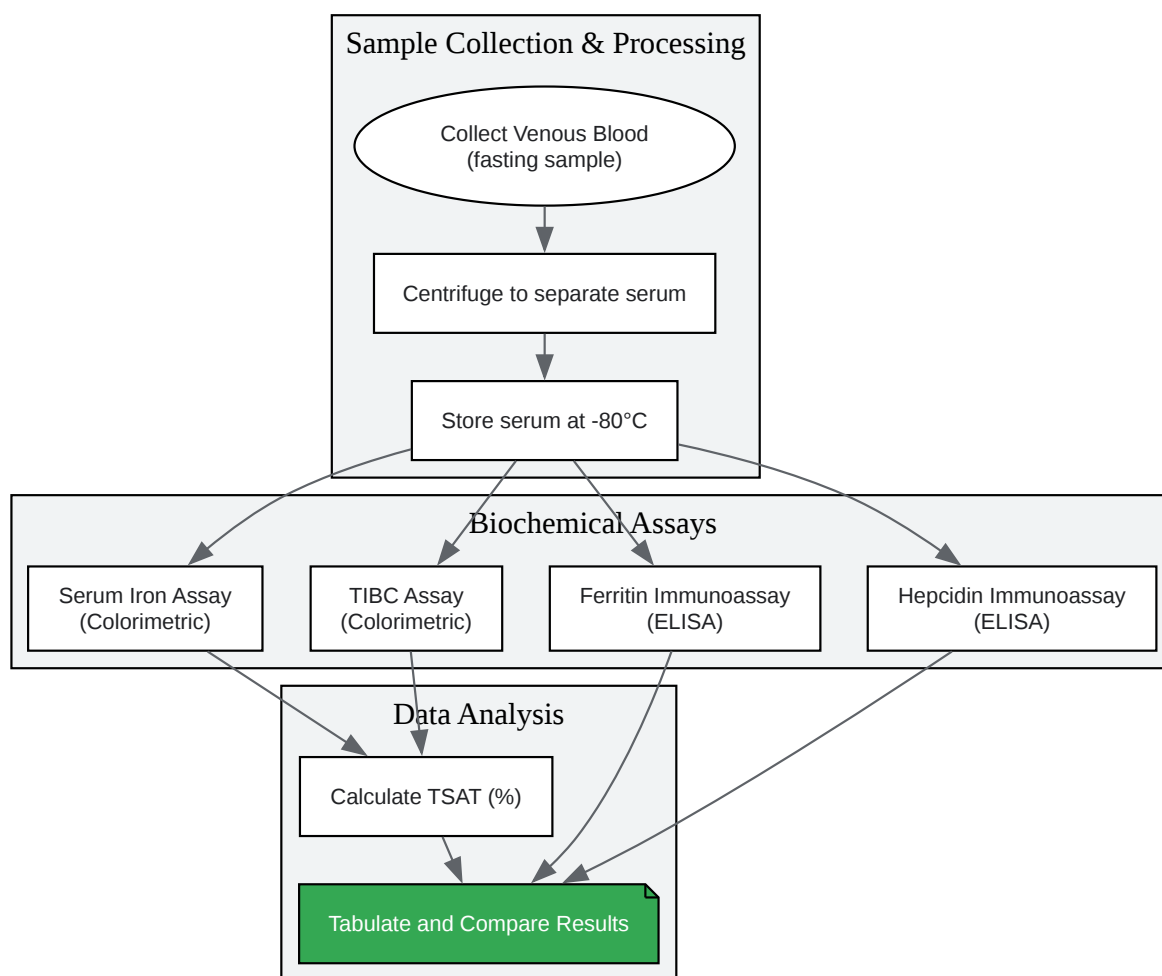 Sample Collection & Processing
Collect Venous Blood
(fasting sample)
Centrifuge to separate serum
Store serum at -80°C
Biochemical Assays
Serum Iron Assay
(Colorimetric)
TIBC Assay
(Colorimetric)
Ferritin Immunoassay
(ELISA)
Hepcidin Immunoassay
(ELISA)
Data Analysis
Calculate TSAT (%)
Tabulate and Compare Results